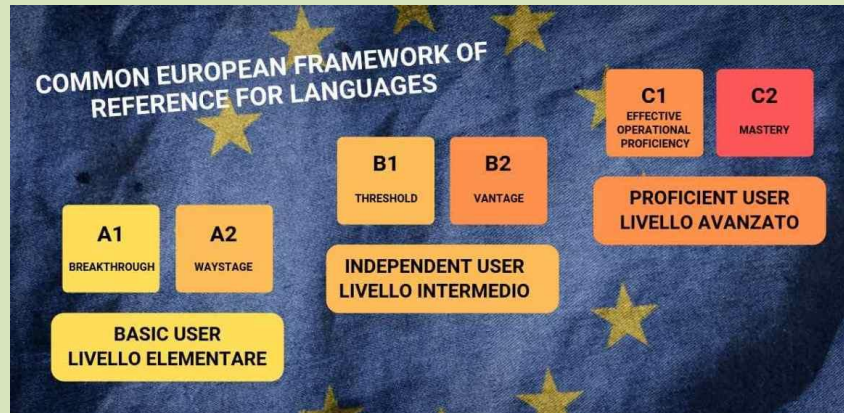 COMMON EUROPEAN FRAMEWORK OF
REFERENCE FOR LANGUAGES
A1
BREAKTHROUGH
A2
WAYSTAGE
BASIC USER
LIVELLO ELEMENTARE
B1
THRESHOLD
B2
VANTAGE
INDEPENDENT USER
LIVELLO INTERMEDIO
C1
EFFECTIVE
OPERATIONAL
PROFICIENCY
C2
MASTERY
PROFICIENT USER
LIVELLO AVANZATO